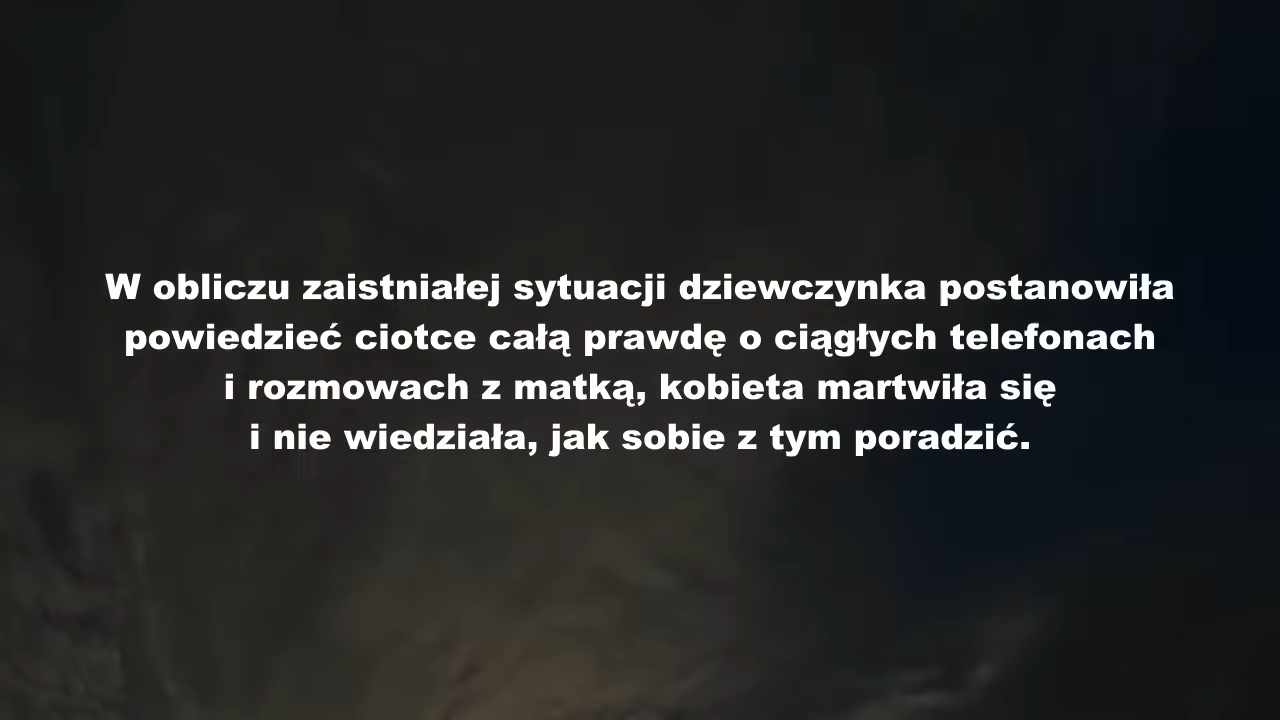 W obliczu zaistniałej sytuacji dziewczynka postanowiła
powiedzieć ciotce całą prawdę o ciągłych telefonach
i rozmowach z matką, kobieta martwiła się
i nie wiedziała, jak sobie z tym poradzić.